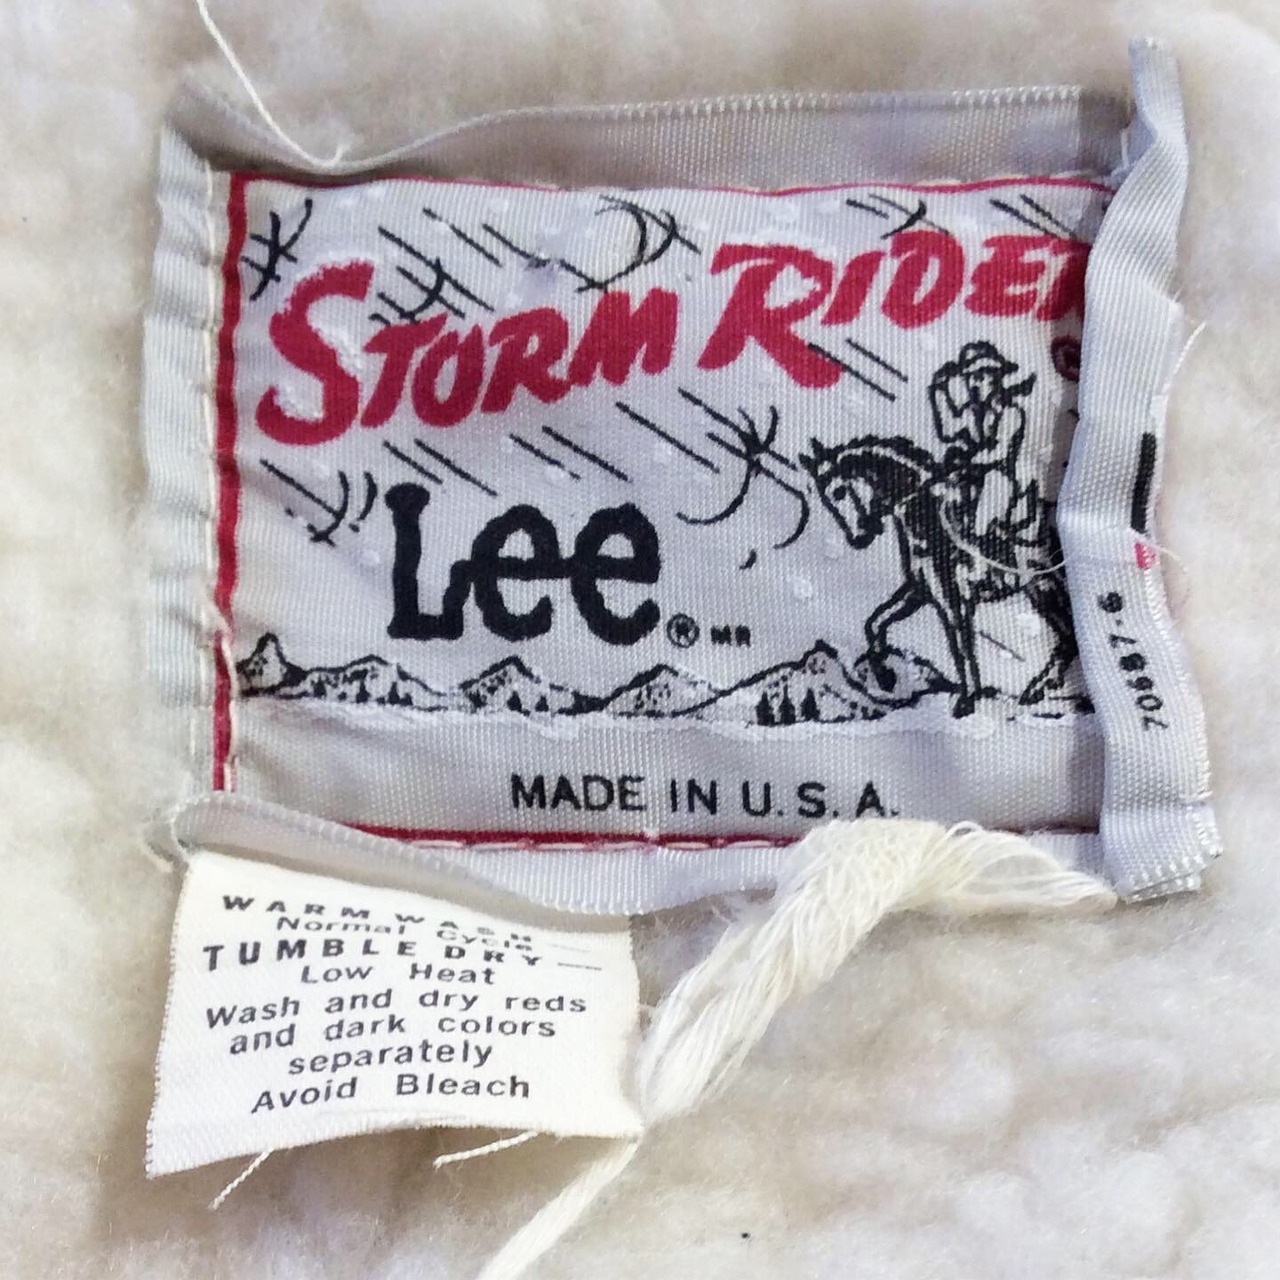 STORM RIDER
®
Lee® MR
MADE IN U.S.A.
70687-9
WARM WASH
Normal Cycle
TUMBLE DRY
Low Heat
Wash and dry reds
and dark colors
separately
Avoid Bleach